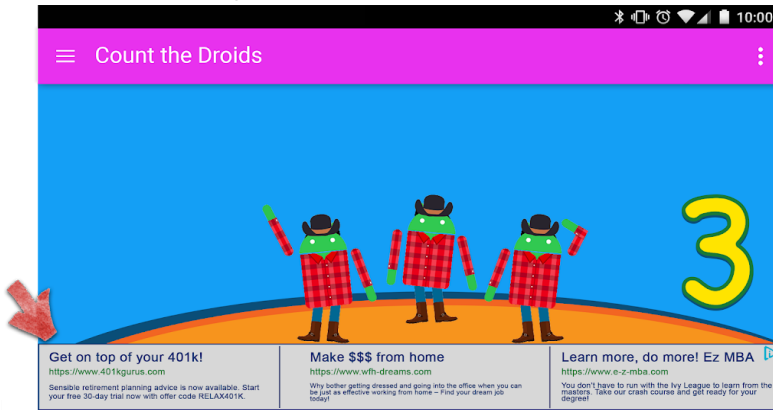 10:00
Count the Droids
3
Get on top of your 401k!
https://www.401kgurus.com
Sensible retirement planning advice is now available. Start
your free 30-day trial now with offer code RELAX401K.
Make $$$ from home
https://www.wfh-dreams.com
Why bother getting dressed and going into the office when you can
be just as effective working from home – Find your dream job
today!
Learn more, do more! Ez MBA
https://www.e-z-mba.com
You don't have to run with the Ivy League to learn from the
masters. Take our crash course and get ready for your
degree!